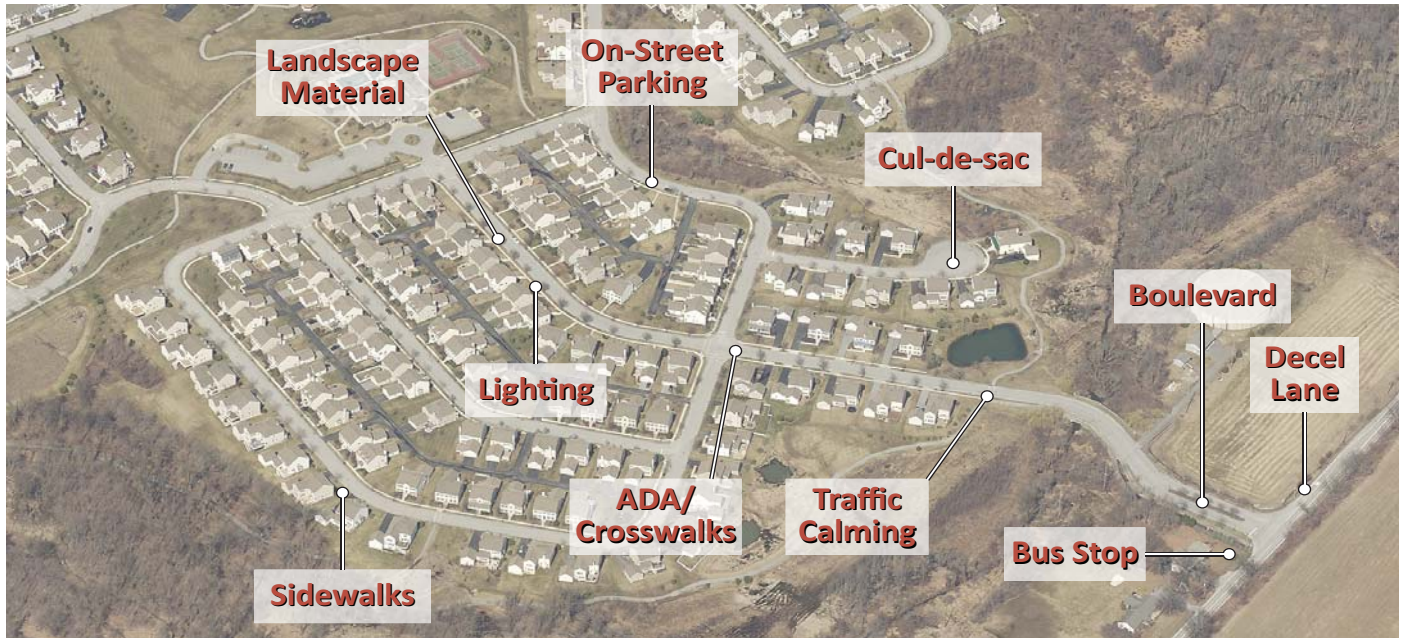 Landscape
Material
On-Street
Parking
Cul-de-sac
Boulevard
Decel
Lane
Lighting
ADA/
Crosswalks
Traffic
Calming
Bus Stop
Sidewalks